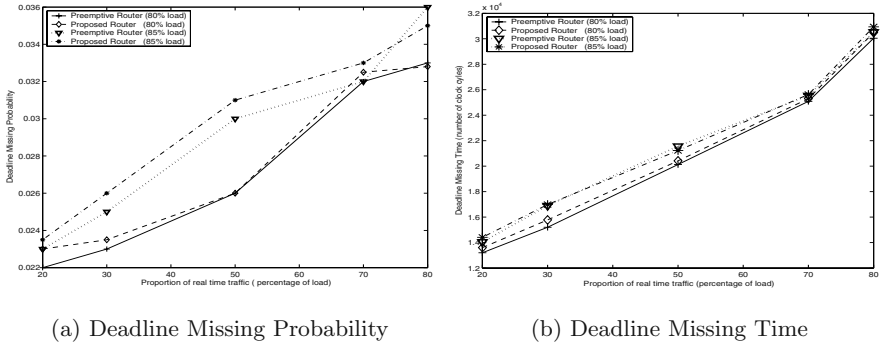 0.036
0.034
0.032
0.03
0.028
0.026
0.024
0.022
Deadline Missing Probability
Preemptive Router (80% load)
Proposed Router (80% load)
Preemptive Router (85% load)
Proposed Router (85% load)
20 30 40 50 60 70 80
Proportion of real time traffic ( percentage of load)
(a) Deadline Missing Probability
x 10⁴
3.2
3
2.8
2.6
2.4
2.2
2
1.8
1.6
1.4
1.2
Deadline Missing Time (number of clock cyles)
Preemptive Router (80% load)
Proposed Router (80% load)
Preemptive Router (85% load)
Proposed Router (85% load)
20 30 40 50 60 70 80
Proportion of real time traffic (percentage of load)
(b) Deadline Missing Time